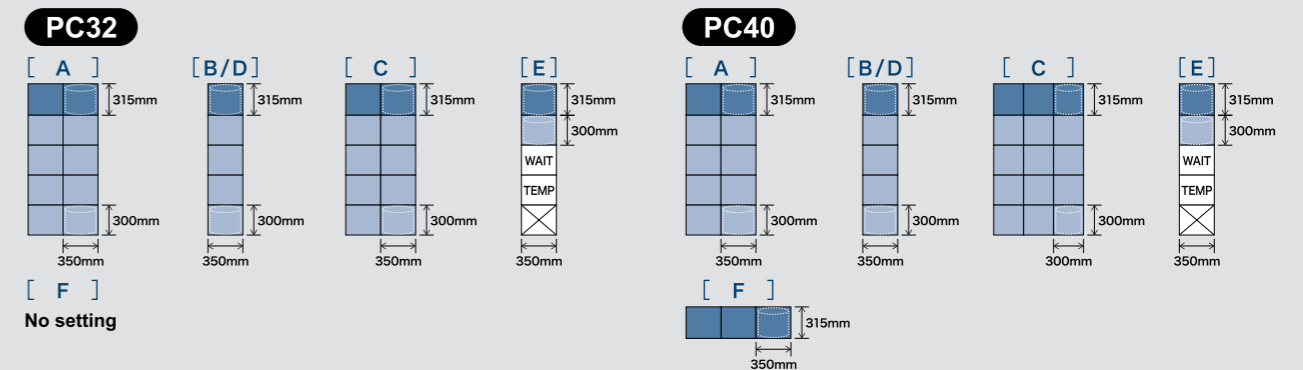 PC32
[ A ]
315mm
300mm
350mm
[B/D]
315mm
300mm
350mm
[ C ]
315mm
300mm
350mm
[E]
315mm
300mm
WAIT
TEMP
350mm
[ F ]
No setting
PC40
[ A ]
315mm
300mm
350mm
[B/D]
315mm
300mm
350mm
[ C ]
315mm
300mm
300mm
[E]
315mm
300mm
WAIT
TEMP
350mm
[ F ]
315mm
350mm